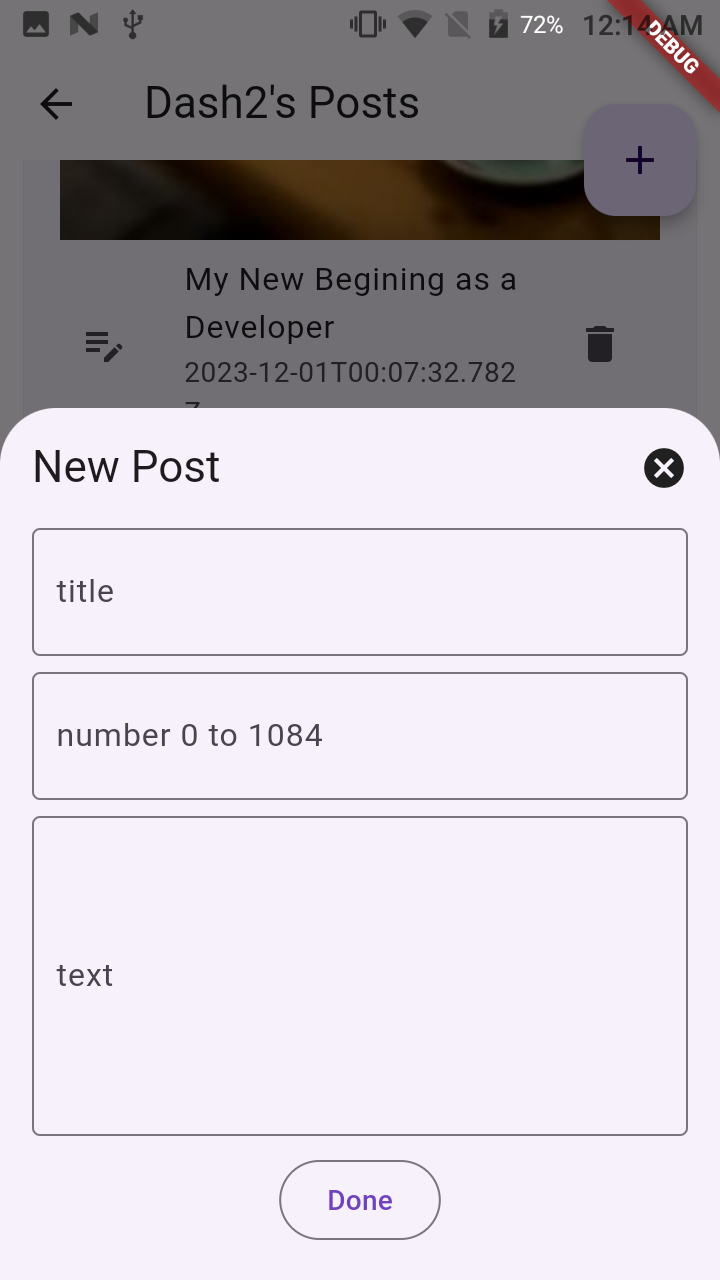 72% 12:14 AM
DEBUG
Dash2's Posts
My New Begining as a
Developer
2023-12-01T00:07:32.782
New Post
title
number 0 to 1084
text
Done